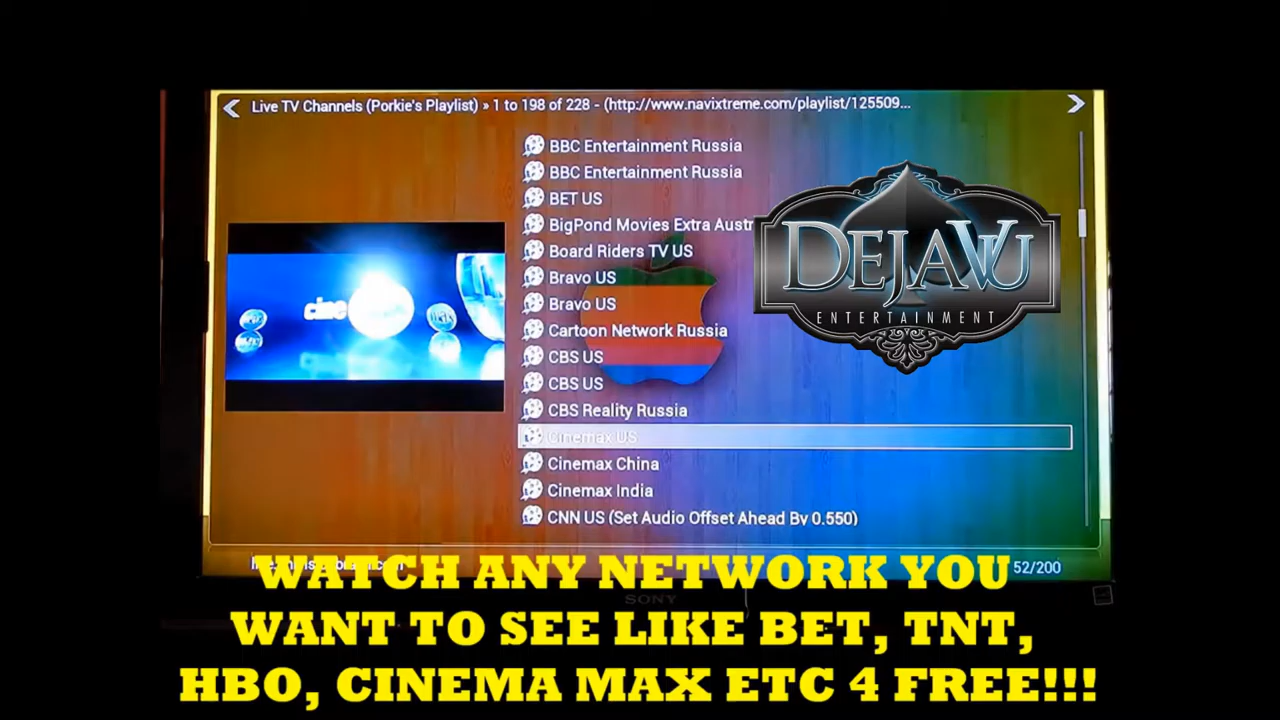 Live TV Channels (Porkie's Playlist) » 1 to 198 of 228 - (http://www.navixtreme.com/playlist/125509...
BBC Entertainment Russia
BBC Entertainment Russia
BET US
BigPond Movies Extra Austr
Board Riders TV US
Bravo US
Bravo US
Cartoon Network Russia
CBS US
CBS US
CBS Reality Russia
Cinemax US
Cinemax China
Cinemax India
CNN US (Set Audio Offset Ahead By 0.550)
52/200
cine
DEJAVU
ENTERTAINMENT
SONY
WATCH ANY NETWORK YOU
WANT TO SEE LIKE BET, TNT,
HBO, CINEMA MAX ETC 4 FREE!!!